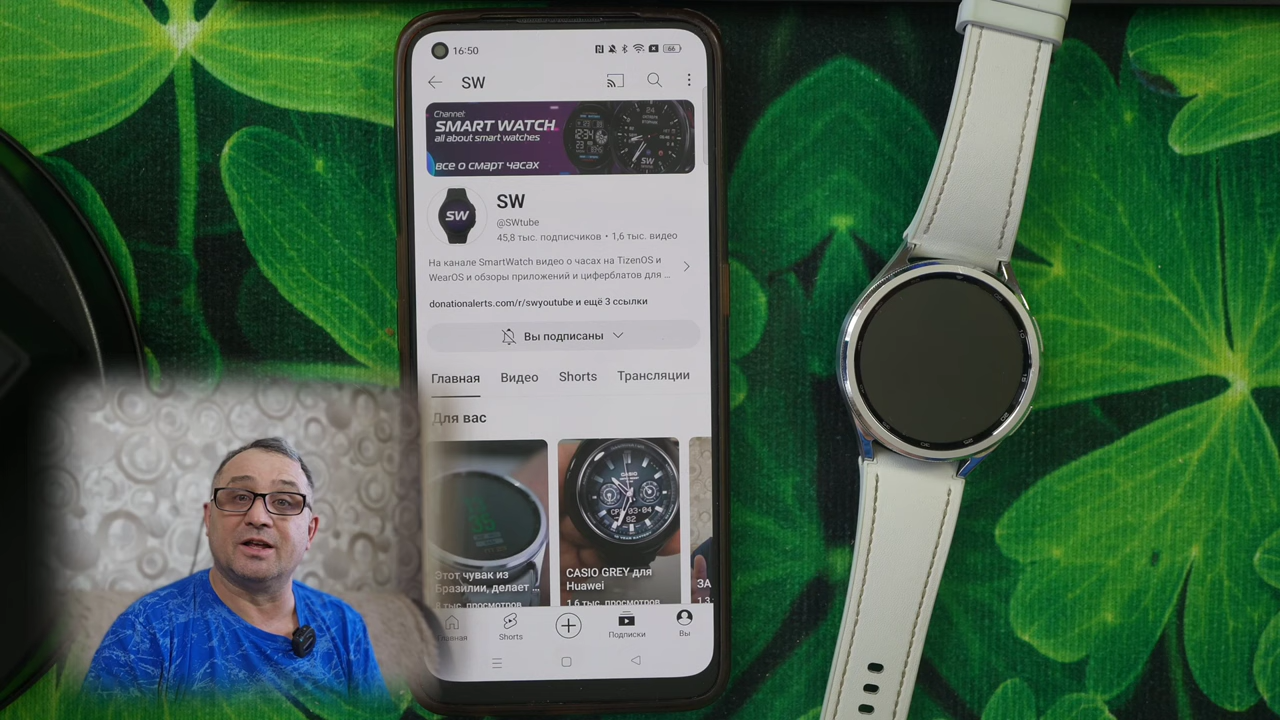 16:50
66
SW
Channel:
SMART WATCH
all about smart watches
все о смарт часах
SW
SW
@SWtube
45,8 тыс. подписчиков • 1,6 тыс. видео
На канале SmartWatch видео о часах на TizenOS и
WearOS и обзоры приложений и циферблатов для ...
donationalerts.com/r/swyoutube и ещё 3 ссылки
Вы подписаны
Главная Видео Shorts Трансляции
Для вас
CASIO
Этот чувак из
Бразилии, делает ...
CASIO GREY для
Huawei
ЗА
1,6 тыс. просмотров
Главная Shorts Подписки Вы